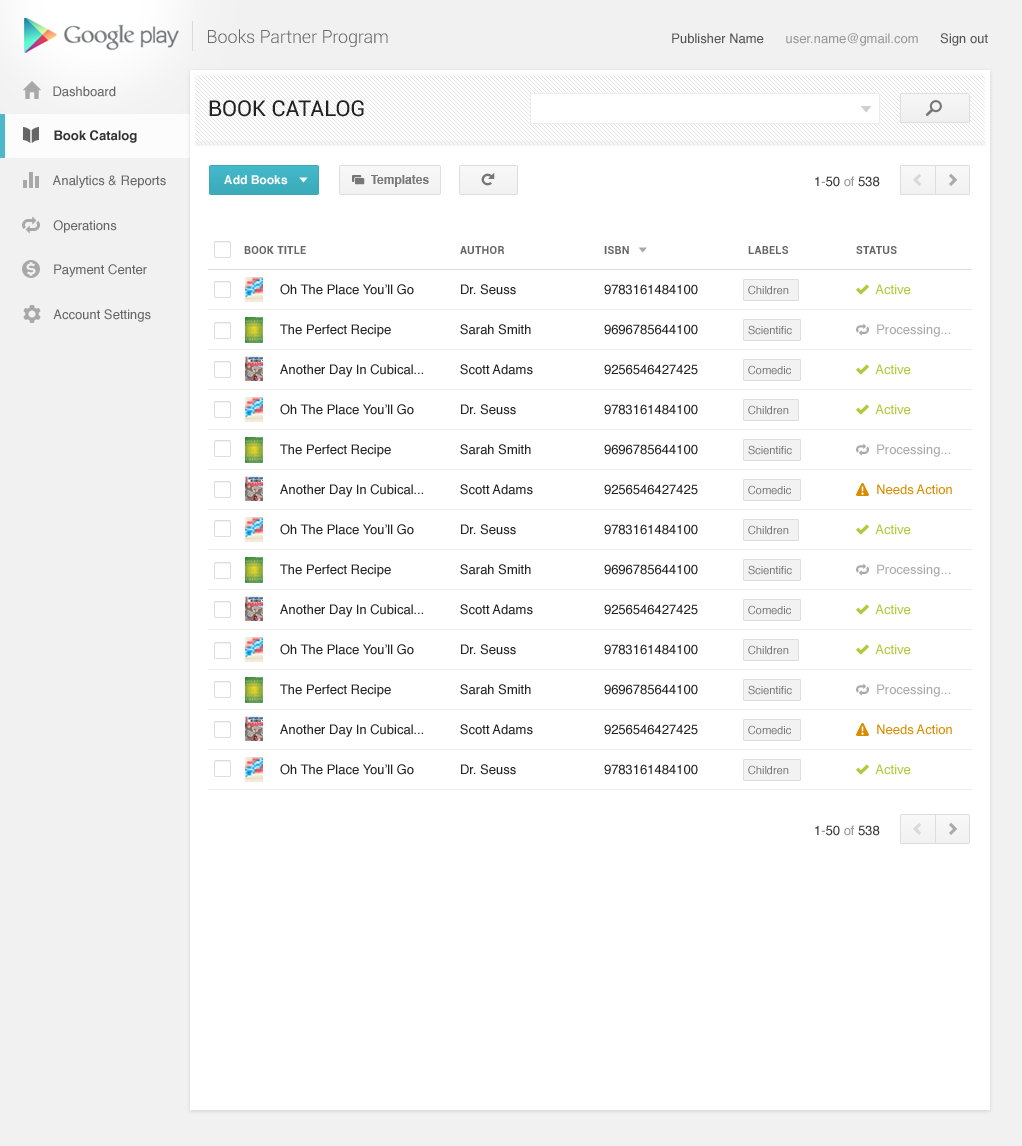 Google play Books Partner Program Publisher Name user.name@gmail.com Sign out
Dashboard
Book Catalog
Analytics & Reports
Operations
Payment Center
Account Settings
BOOK CATALOG
Add Books Templates 1-50 of 538
BOOK TITLE AUTHOR ISBN LABELS STATUS
Oh The Place You'll Go Dr. Seuss 9783161484100 Children Active
The Perfect Recipe Sarah Smith 9696785644100 Scientific Processing...
Another Day In Cubical... Scott Adams 9256546427425 Comedic Active
Oh The Place You'll Go Dr. Seuss 9783161484100 Children Active
The Perfect Recipe Sarah Smith 9696785644100 Scientific Processing...
Another Day In Cubical... Scott Adams 9256546427425 Comedic Needs Action
Oh The Place You'll Go Dr. Seuss 9783161484100 Children Active
The Perfect Recipe Sarah Smith 9696785644100 Scientific Processing...
Another Day In Cubical... Scott Adams 9256546427425 Comedic Active
Oh The Place You'll Go Dr. Seuss 9783161484100 Children Active
The Perfect Recipe Sarah Smith 9696785644100 Scientific Processing...
Another Day In Cubical... Scott Adams 9256546427425 Comedic Needs Action
Oh The Place You'll Go Dr. Seuss 9783161484100 Children Active
1-50 of 538